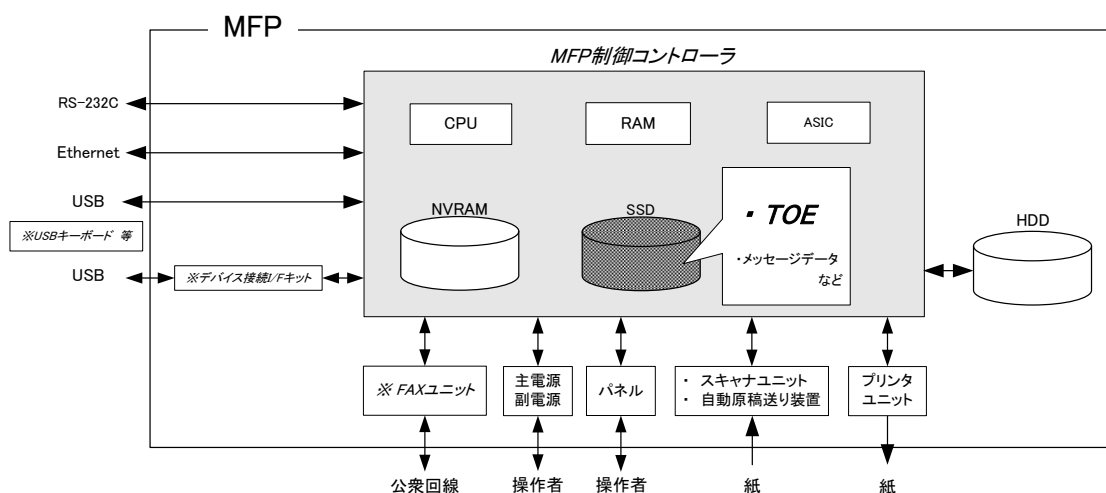 MFP
MFP制御コントローラ
RS-232C
CPU
RAM
ASIC
Ethernet
USB
NVRAM
SSD
・ TOE
・メッセージデータ
など
HDD
※USBキーボード 等
USB
※デバイス接続I/Fキット
※ FAXユニット
主電源
副電源
パネル
・ スキャナユニット
・ 自動原稿送り装置
プリンタ
ユニット
公衆回線
操作者
操作者
紙
紙